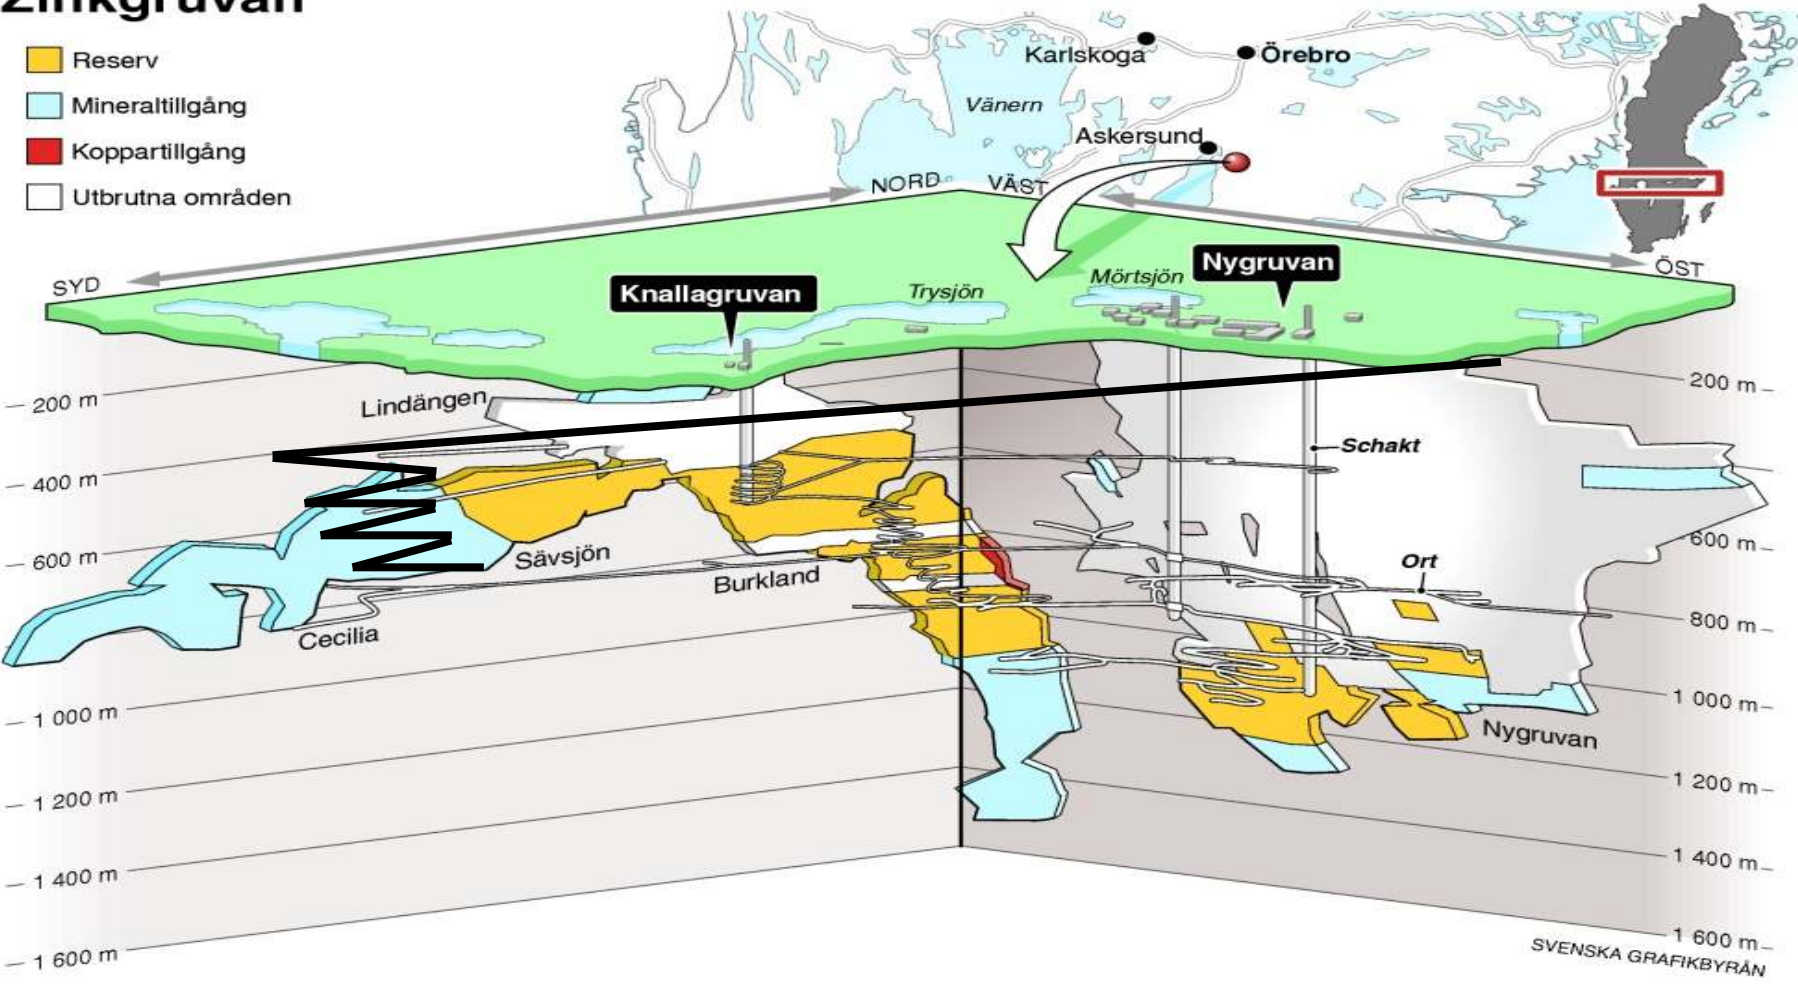 Zinkgruvan
Reserv
Mineraltillgång
Koppartillgång
Utbrutna områden
Karlskoga
Örebro
Vänern
Askersund
NORD
VÄST
SYD
ÖST
Knallagruvan
Trysjön
Mörtsjön
Nygruvan
200 m
400 m
600 m
1 000 m
1 200 m
1 400 m
1 600 m
Lindängen
Sävsjön
Burkland
Cecilia
Schakt
Ort
Nygruvan
200 m
600 m
800 m
1 000 m
1 200 m
1 400 m
1 600 m
SVENSKA GRAFIKBYRÅN